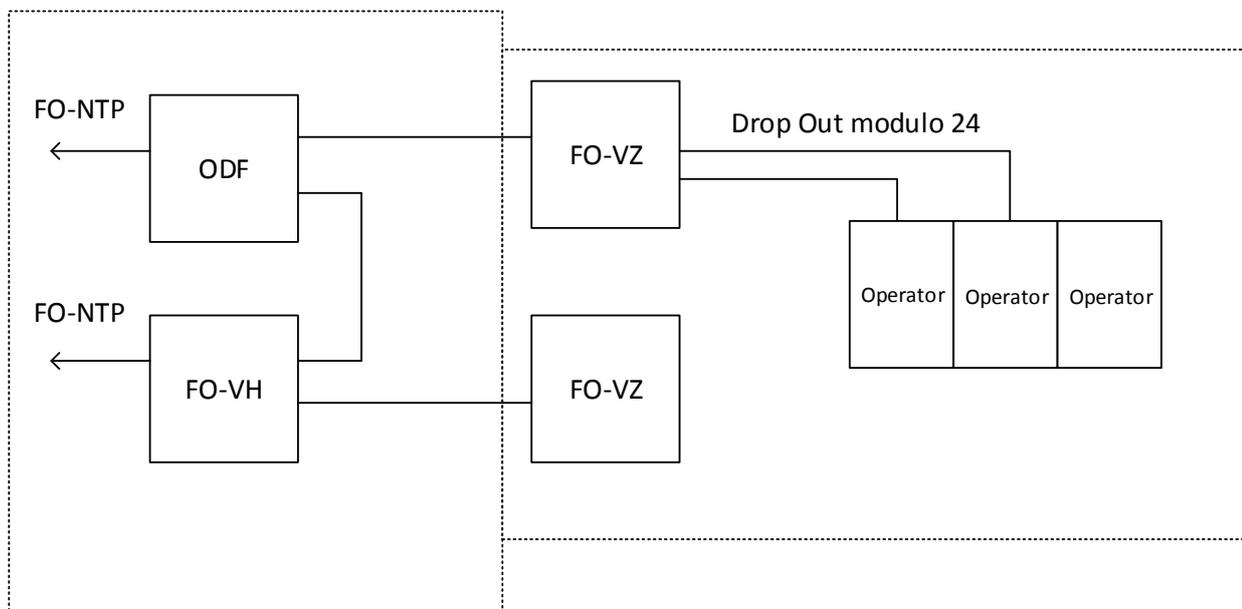 FO-NTP
ODF
FO-VZ
Drop Out modulo 24
Operator
Operator
Operator
FO-NTP
FO-VH
FO-VZ